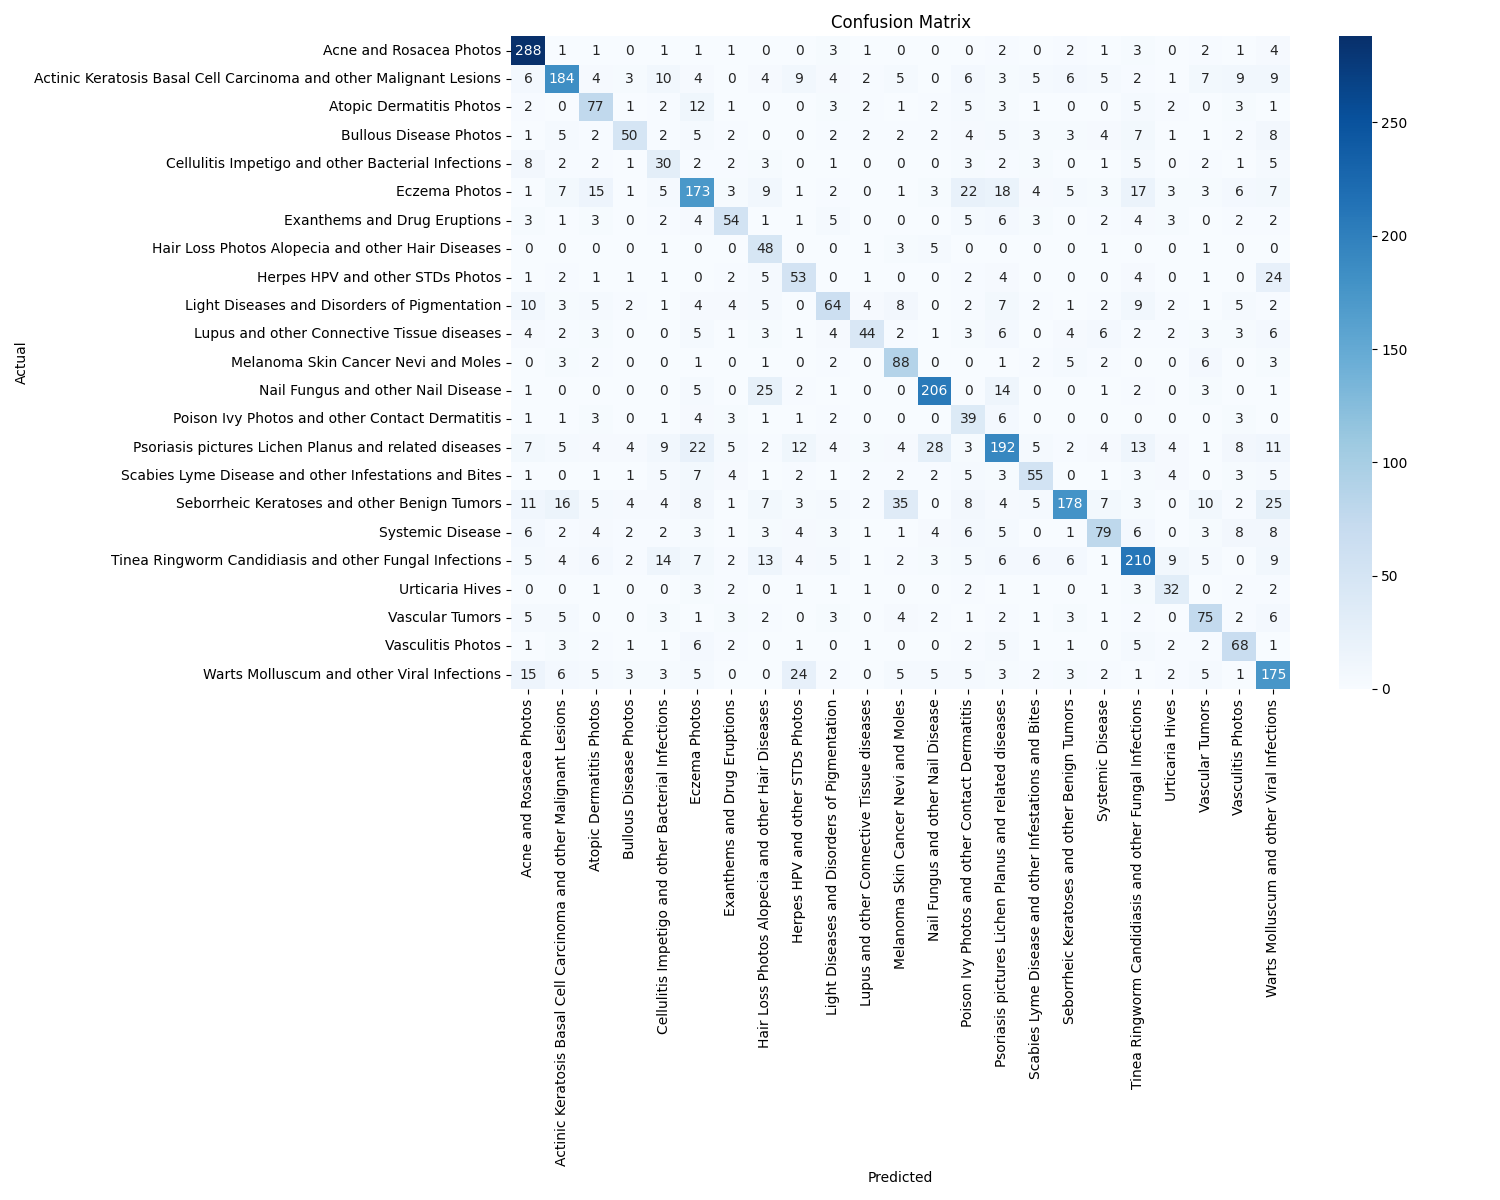 Confusion Matrix
Acne and Rosacea Photos 288 1 1 0 1 1 1 0 0 3 1 0 0 0 2 0 2 1 3 0 2 1 4
Actinic Keratosis Basal Cell Carcinoma and other Malignant Lesions 6 184 4 3 10 4 0 4 9 4 2 5 0 6 3 5 6 5 2 1 7 9 9
Atopic Dermatitis Photos 2 0 77 1 2 12 1 0 0 3 2 1 2 5 3 1 0 0 5 2 0 3 1
Bullous Disease Photos 1 5 2 50 2 5 2 0 0 2 2 2 2 4 5 3 3 4 7 1 1 2 8
Cellulitis Impetigo and other Bacterial Infections 8 2 2 1 30 2 2 3 0 1 0 0 0 3 2 3 0 1 5 0 2 1 5
Eczema Photos 1 7 15 1 5 173 3 9 1 2 0 1 3 22 18 4 5 3 17 3 3 6 7
Exanthems and Drug Eruptions 3 1 3 0 2 4 54 1 1 5 0 0 0 5 6 3 0 2 4 3 0 2 2
Hair Loss Photos Alopecia and other Hair Diseases 0 0 0 0 1 0 0 48 0 0 1 3 5 0 0 0 0 1 0 0 1 0 0
Herpes HPV and other STDs Photos 1 2 1 1 1 0 2 5 53 0 1 0 0 2 4 0 0 0 4 0 1 0 24
Light Diseases and Disorders of Pigmentation 10 3 5 2 1 4 4 5 0 64 4 8 0 2 7 2 1 2 9 2 1 5 2
Lupus and other Connective Tissue diseases 4 2 3 0 0 5 1 3 1 4 44 2 1 3 6 0 4 6 2 2 3 3 6
Melanoma Skin Cancer Nevi and Moles 0 3 2 0 0 1 0 1 0 2 0 88 0 0 1 2 5 2 0 0 6 0 3
Nail Fungus and other Nail Disease 1 0 0 0 0 5 0 25 2 1 0 0 206 0 14 0 0 1 2 0 3 0 1
Poison Ivy Photos and other Contact Dermatitis 1 1 3 0 1 4 3 1 1 2 0 0 0 39 6 0 0 0 0 0 0 3 0
Psoriasis pictures Lichen Planus and related diseases 7 5 4 4 9 22 5 2 12 4 3 4 28 3 192 5 2 4 13 4 1 8 11
Scabies Lyme Disease and other Infestations and Bites 1 0 1 1 5 7 4 1 2 1 2 2 2 5 3 55 0 1 3 4 0 3 5
Seborrheic Keratoses and other Benign Tumors 11 16 5 4 4 8 1 7 3 5 2 35 0 8 4 5 178 7 3 0 10 2 25
Systemic Disease 6 2 4 2 2 3 1 3 4 3 1 1 4 6 5 0 1 79 6 0 3 8 8
Tinea Ringworm Candidiasis and other Fungal Infections 5 4 6 2 14 7 2 13 4 5 1 2 3 5 6 6 6 1 210 9 5 0 9
Urticaria Hives 0 0 1 0 0 3 2 0 1 1 1 0 0 2 1 1 0 1 3 32 0 2 2
Vascular Tumors 5 5 0 0 3 1 3 2 0 3 0 4 2 1 2 1 3 1 2 0 75 2 6
Vasculitis Photos 1 3 2 1 1 6 2 0 1 0 1 0 0 2 5 1 1 0 5 2 2 68 1
Warts Molluscum and other Viral Infections 15 6 5 3 3 5 0 0 24 2 0 5 5 5 3 2 3 2 1 2 5 1 175
Actual
Acne and Rosacea Photos
Actinic Keratosis Basal Cell Carcinoma and other Malignant Lesions
Atopic Dermatitis Photos
Bullous Disease Photos
Cellulitis Impetigo and other Bacterial Infections
Eczema Photos
Exanthems and Drug Eruptions
Hair Loss Photos Alopecia and other Hair Diseases
Herpes HPV and other STDs Photos
Light Diseases and Disorders of Pigmentation
Lupus and other Connective Tissue diseases
Melanoma Skin Cancer Nevi and Moles
Nail Fungus and other Nail Disease
Poison Ivy Photos and other Contact Dermatitis
Psoriasis pictures Lichen Planus and related diseases
Scabies Lyme Disease and other Infestations and Bites
Seborrheic Keratoses and other Benign Tumors
Systemic Disease
Tinea Ringworm Candidiasis and other Fungal Infections
Urticaria Hives
Vascular Tumors
Vasculitis Photos
Warts Molluscum and other Viral Infections
Predicted
250
200
150
100
50
0